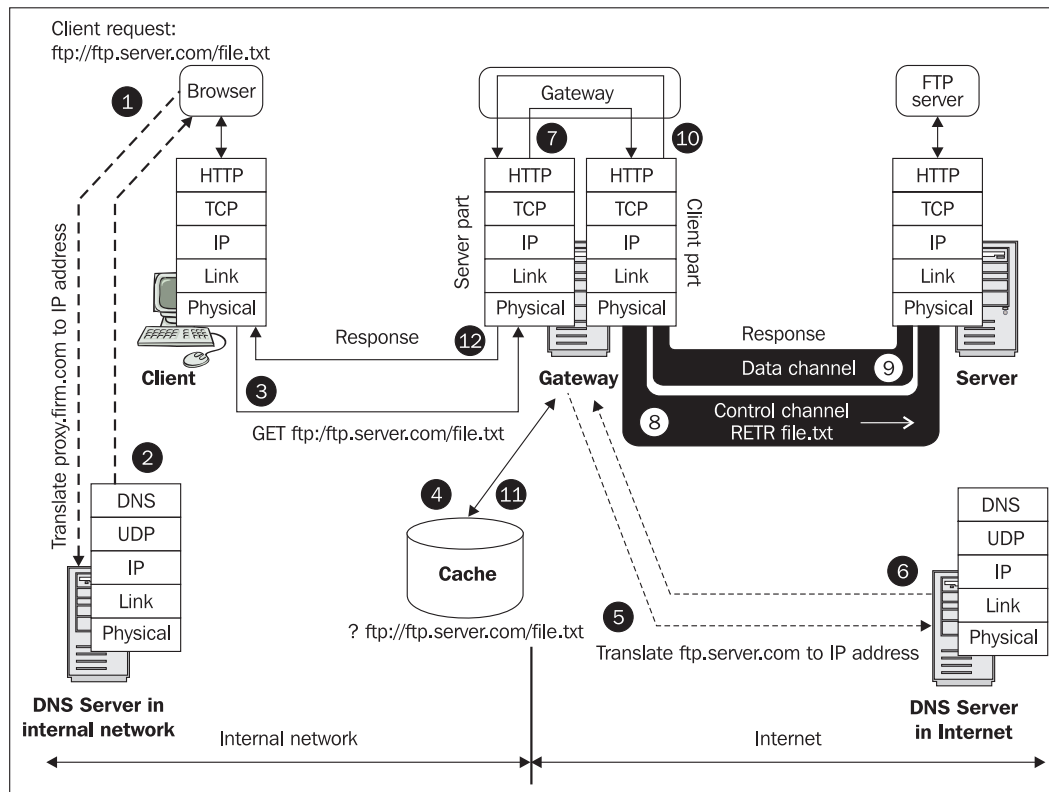 Client request:
ftp://ftp.server.com/file.txt
1
Browser
Gateway
FTP
server
7
10
HTTP
TCP
IP
Link
Physical
Client
Translate proxy.firm.com to IP address
Server part
HTTP
TCP
IP
Link
Physical
HTTP
TCP
IP
Link
Physical
Client part
HTTP
TCP
IP
Link
Physical
Response
12
3
GET ftp:/ftp.server.com/file.txt
Gateway
Response
Data channel
9
8
Control channel
RETR file.txt
Server
2
DNS
UDP
IP
Link
Physical
DNS Server in
internal network
4
11
Cache
? ftp://ftp.server.com/file.txt
5
6
Translate ftp.server.com to IP address
DNS
UDP
IP
Link
Physical
DNS Server
in Internet
Internal network
Internet